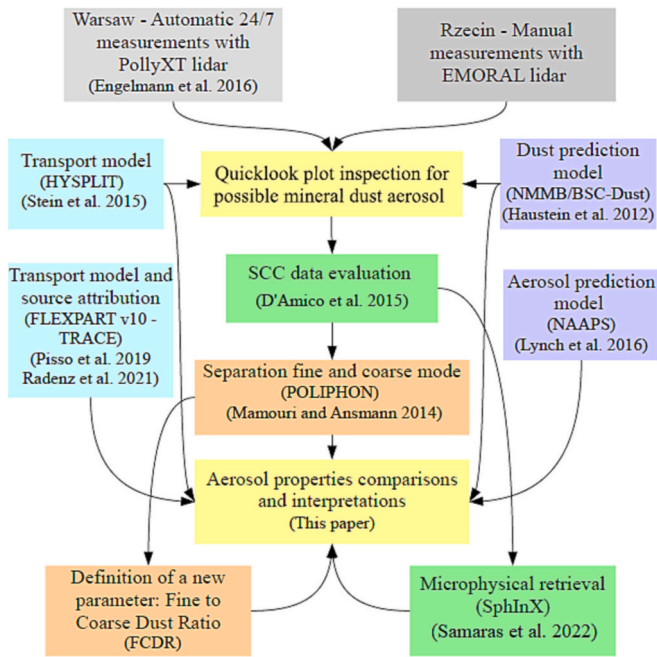 Warsaw - Automatic 24/7
measurements with
PollyXT lidar
(Engelmann et al. 2016)
Rzecin - Manual
measurements with
EMORAL lidar
Transport model
(HYSPLIT)
(Stein et al. 2015)
Quicklook plot inspection for
possible mineral dust aerosol
Dust prediction
model
(NMMB/BSC-Dust)
(Haustein et al. 2012)
Transport model and
source attribution
(FLEXPART v10 -
TRACE)
(Pisso et al. 2019
Radenz et al. 2021)
SCC data evaluation
(D'Amico et al. 2015)
Aerosol prediction
model
(NAAPS)
(Lynch et al. 2016)
Separation fine and coarse mode
(POLIPHON)
(Mamouri and Ansmann 2014)
Aerosol properties comparisons
and interpretations
(This paper)
Definition of a new
parameter: Fine to
Coarse Dust Ratio
(FCDR)
Microphysical retrieval
(SphInX)
(Samaras et al. 2022)